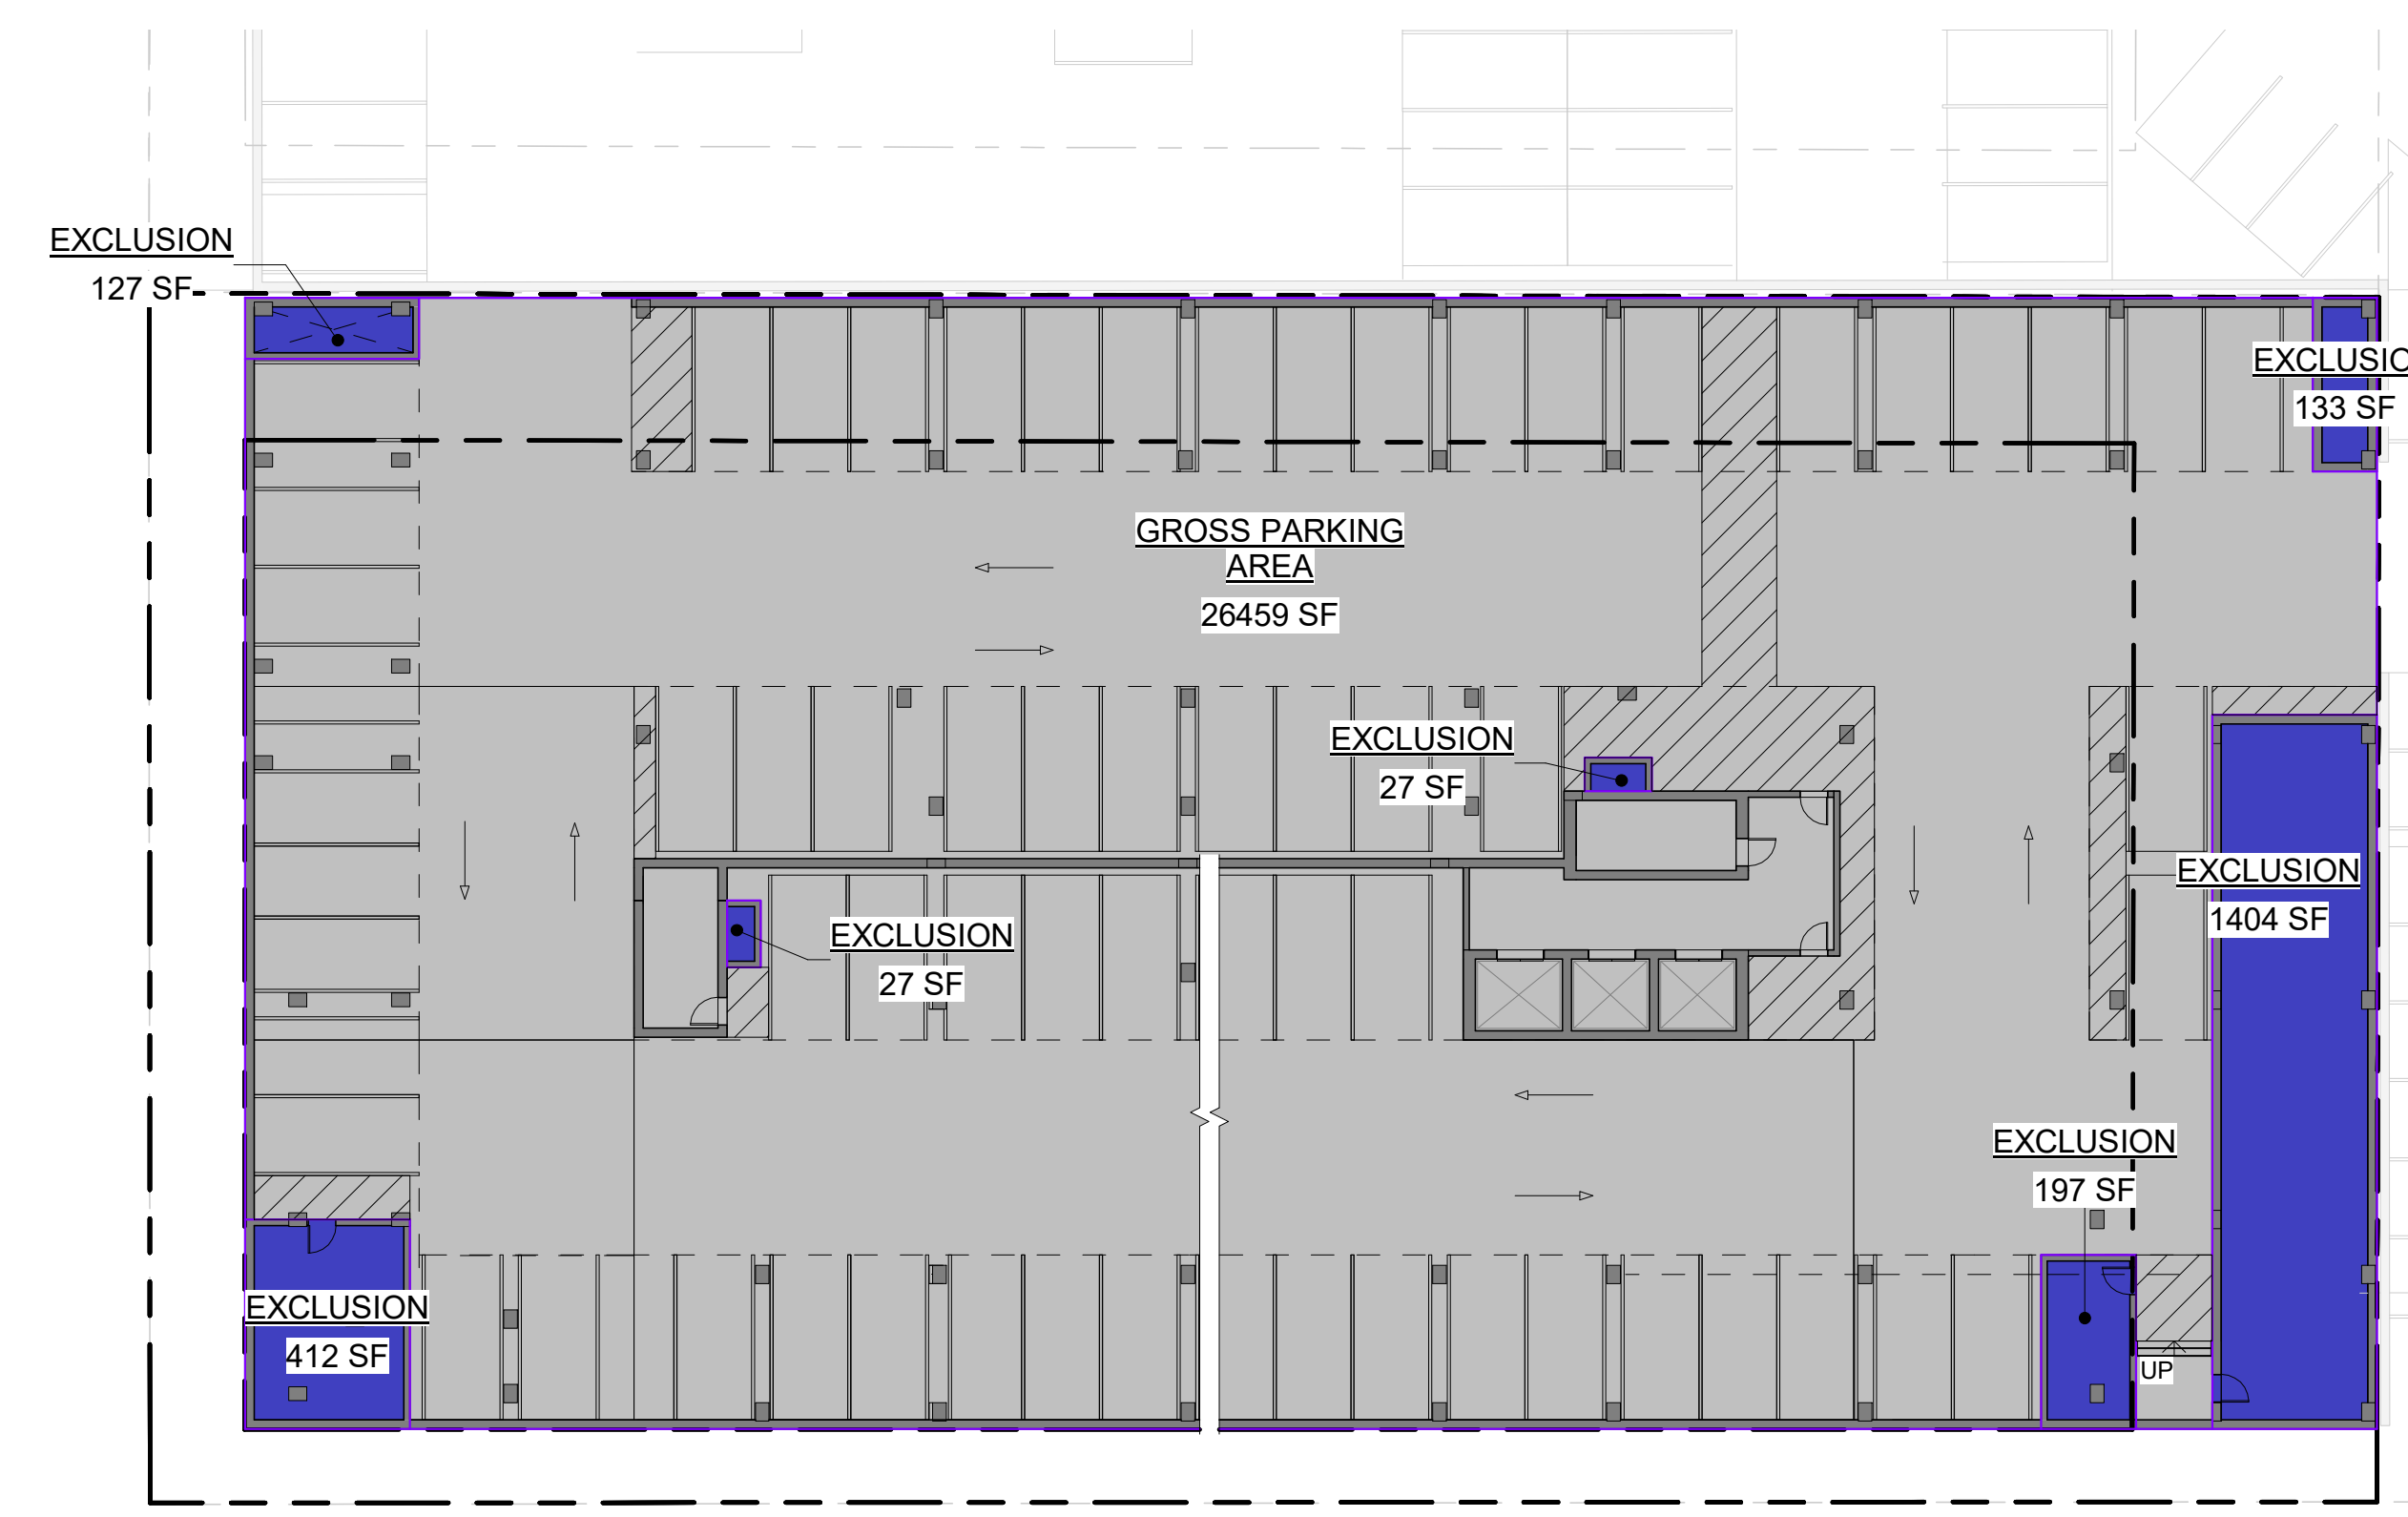 EXCLUSION
127 SF
EXCLUSIO
133 SF
GROSS PARKING
AREA
26459 SF
EXCLUSION
27 SF
EXCLUSION
27 SF
EXCLUSION
1404 SF
EXCLUSION
197 SF
EXCLUSION
412 SF
UP